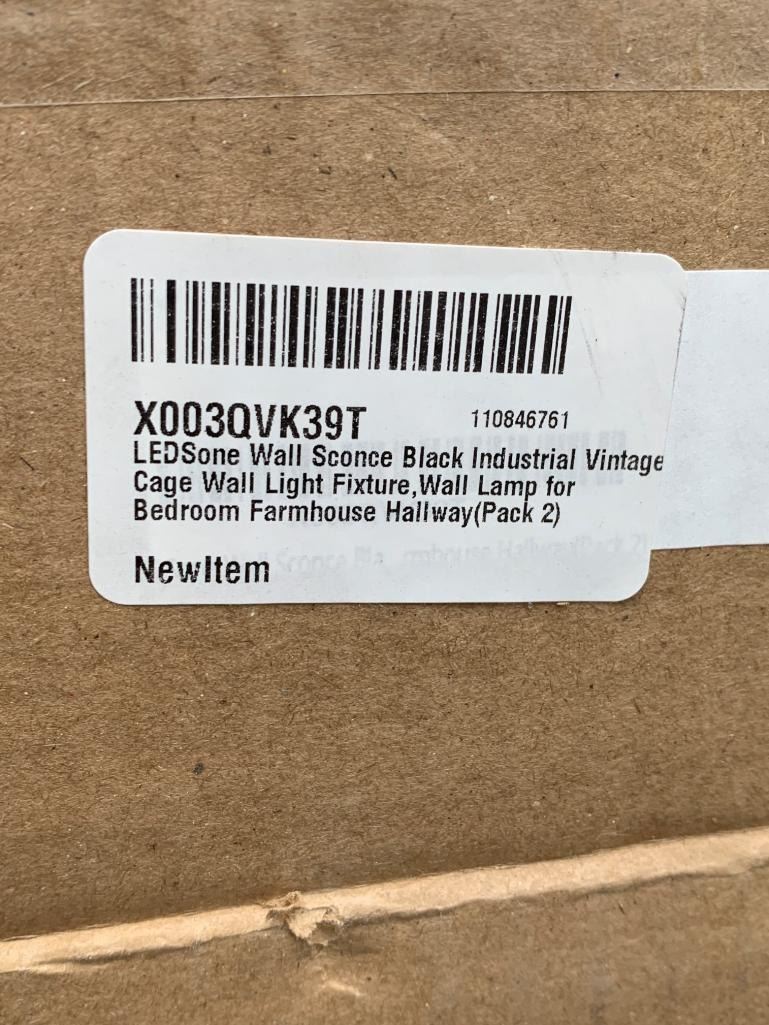 X003QVK39T 110846761
LEDSone Wall Sconce Black Industrial Vintage
Cage Wall Light Fixture,Wall Lamp for
Bedroom Farmhouse Hallway(Pack 2)
NewItem